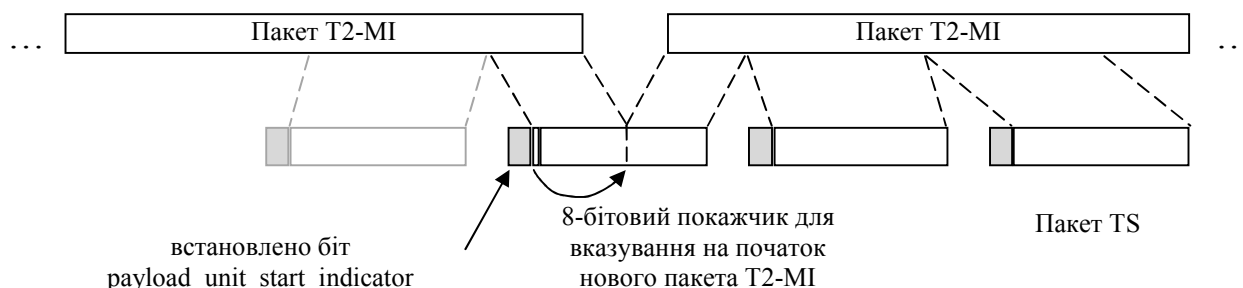 … Пакет T2-MI Пакет T2-MI ..
встановлено біт
payload_unit_start_indicator
8-бітовий покажчик для
вказування на початок
нового пакета T2-MI
Пакет TS